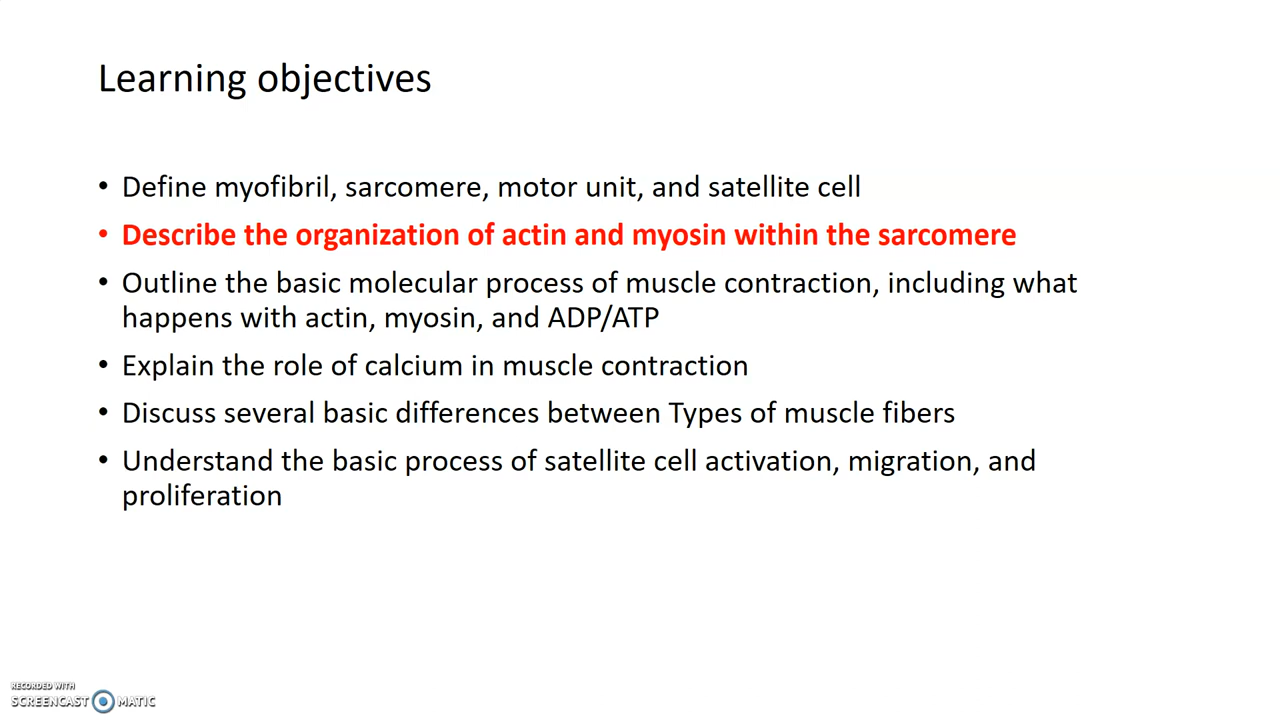 Learning objectives
• Define myofibril, sarcomere, motor unit, and satellite cell
• Describe the organization of actin and myosin within the sarcomere
• Outline the basic molecular process of muscle contraction, including what
happens with actin, myosin, and ADP/ATP
• Explain the role of calcium in muscle contraction
• Discuss several basic differences between Types of muscle fibers
• Understand the basic process of satellite cell activation, migration, and
proliferation
RECORDED WITH
SCREENCAST MATIC